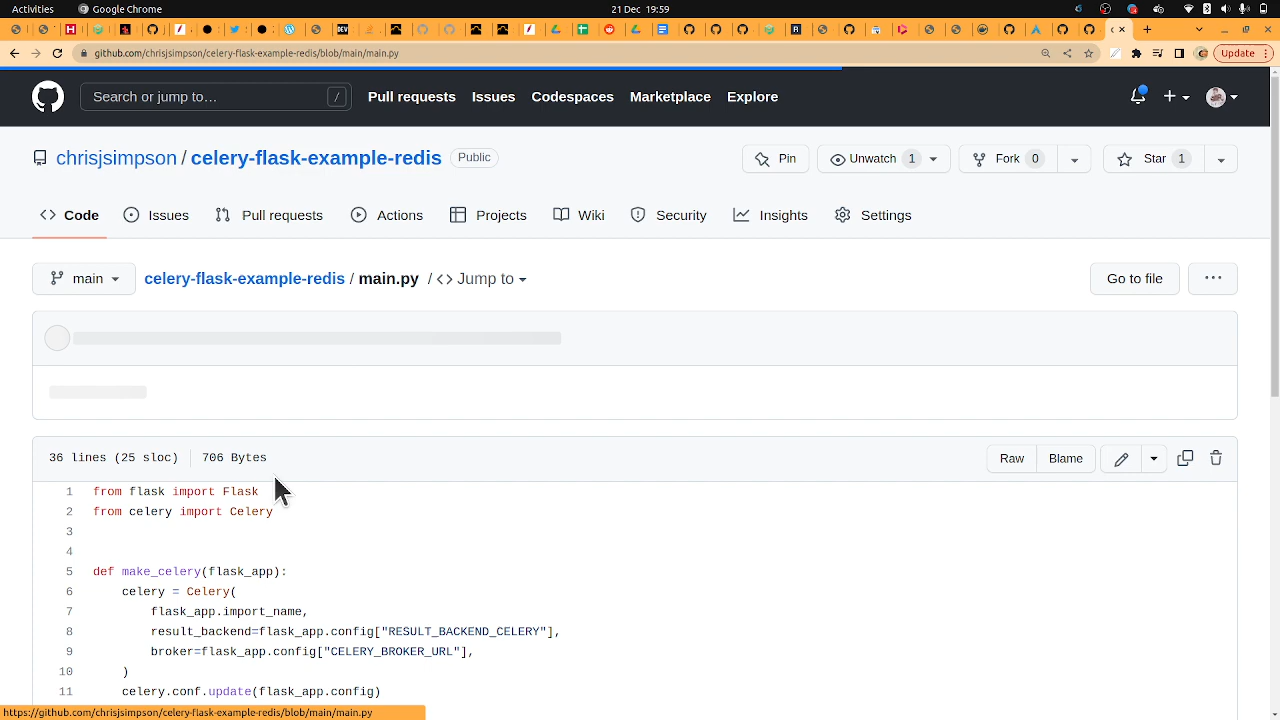 Activities Google Chrome 21 Dec 19:59
github.com/chrisjsimpson/celery-flask-example-redis/blob/main/main.py Update
Search or jump to… / Pull requests Issues Codespaces Marketplace Explore
chrisjsimpson / celery-flask-example-redis Public Pin Unwatch 1 Fork 0 Star 1
Code Issues Pull requests Actions Projects Wiki Security Insights Settings
main celery-flask-example-redis / main.py / <> Jump to Go to file ...
36 lines (25 sloc) 706 Bytes Raw Blame
1 from flask import Flask
2 from celery import Celery
3
4
5 def make_celery(flask_app):
6 celery = Celery(
7 flask_app.import_name,
8 result_backend=flask_app.config["RESULT_BACKEND_CELERY"],
9 broker=flask_app.config["CELERY_BROKER_URL"],
10 )
11 celery.conf.update(flask_app.config)
https://github.com/chrisjsimpson/celery-flask-example-redis/blob/main/main.py